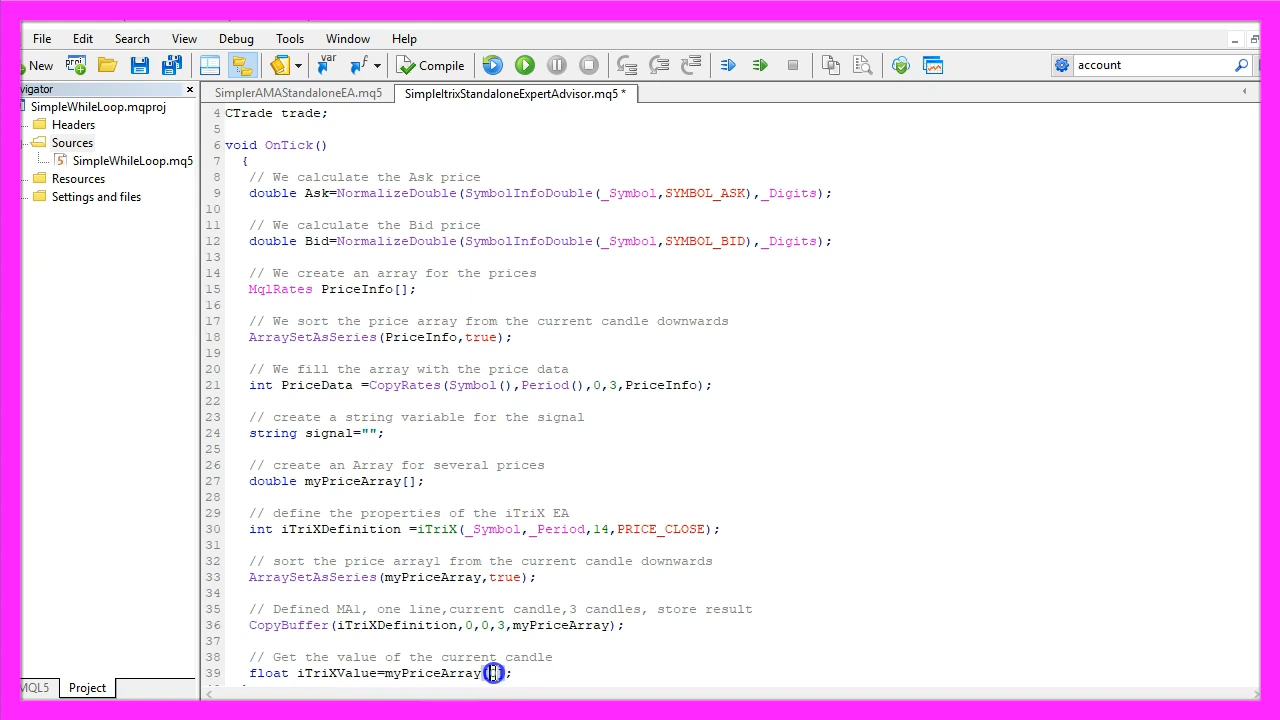 File Edit Search View Debug Tools Window Help
New Compile account
vigator SimplerAMAStandaloneEA.mq5 SimpleItrixStandaloneExpertAdvisor.mq5 *
SimpleWhileLoop.mqproj
Headers
Sources
SimpleWhileLoop.mq5
Resources
Settings and files
MQL5 Project
4 CTrade trade;
5
6 void OnTick()
7 {
8 // We calculate the Ask price
9 double Ask=NormalizeDouble(SymbolInfoDouble(_Symbol,SYMBOL_ASK),_Digits);
10
11 // We calculate the Bid price
12 double Bid=NormalizeDouble(SymbolInfoDouble(_Symbol,SYMBOL_BID),_Digits);
13
14 // We create an array for the prices
15 MqlRates PriceInfo[];
16
17 // We sort the price array from the current candle downwards
18 ArraySetAsSeries(PriceInfo,true);
19
20 // We fill the array with the price data
21 int PriceData =CopyRates(Symbol(),Period(),0,3,PriceInfo);
22
23 // create a string variable for the signal
24 string signal="";
25
26 // create an Array for several prices
27 double myPriceArray[];
28
29 // define the properties of the iTriX EA
30 int iTriXDefinition =iTriX(_Symbol,_Period,14,PRICE_CLOSE);
31
32 // sort the price array1 from the current candle downwards
33 ArraySetAsSeries(myPriceArray,true);
34
35 // Defined MA1, one line,current candle,3 candles, store result
36 CopyBuffer(iTriXDefinition,0,0,3,myPriceArray);
37
38 // Get the value of the current candle
39 float iTriXValue=myPriceArray[];